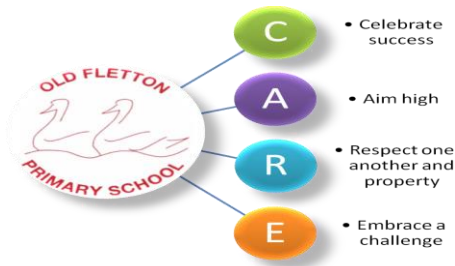 OLD FLETTON
PRIMARY SCHOOL
C
• Celebrate
success
A
• Aim high
R
• Respect one
another and
property
E
• Embrace a
challenge